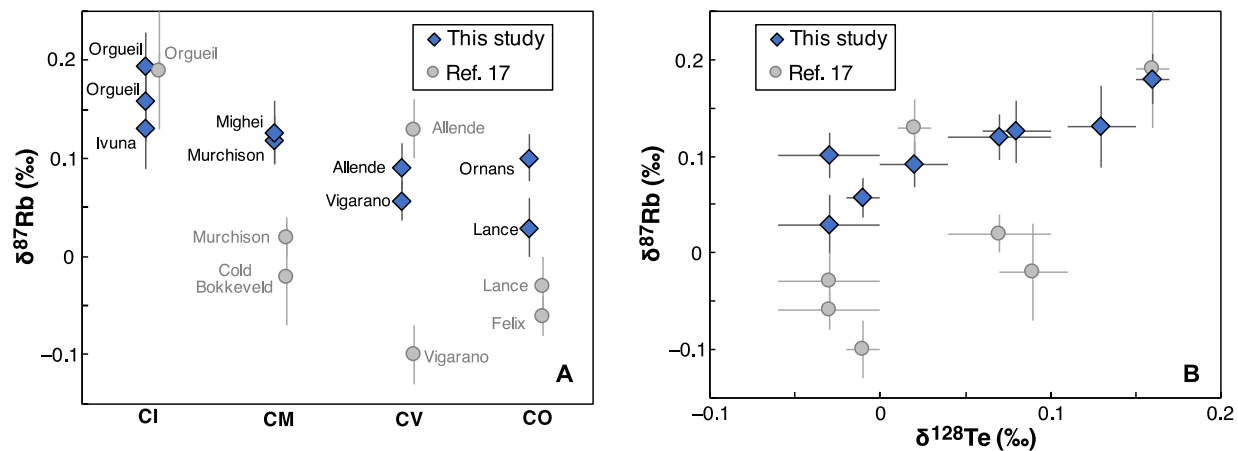 This study
Ref. 17
δ⁸⁷Rb (‰)
0.2
0.1
0
–0.1
Orgueil
Orgueil
Orgueil
Ivuna
Mighei
Murchison
Murchison
Cold
Bokkeveld
Allende
Allende
Vigarano
Vigarano
Ornans
Lance
Lance
Felix
A
CI
CM
CV
CO
This study
Ref. 17
δ⁸⁷Rb (‰)
0.2
0.1
0
–0.1
B
–0.1
0
0.1
0.2
δ¹²⁸Te (‰)